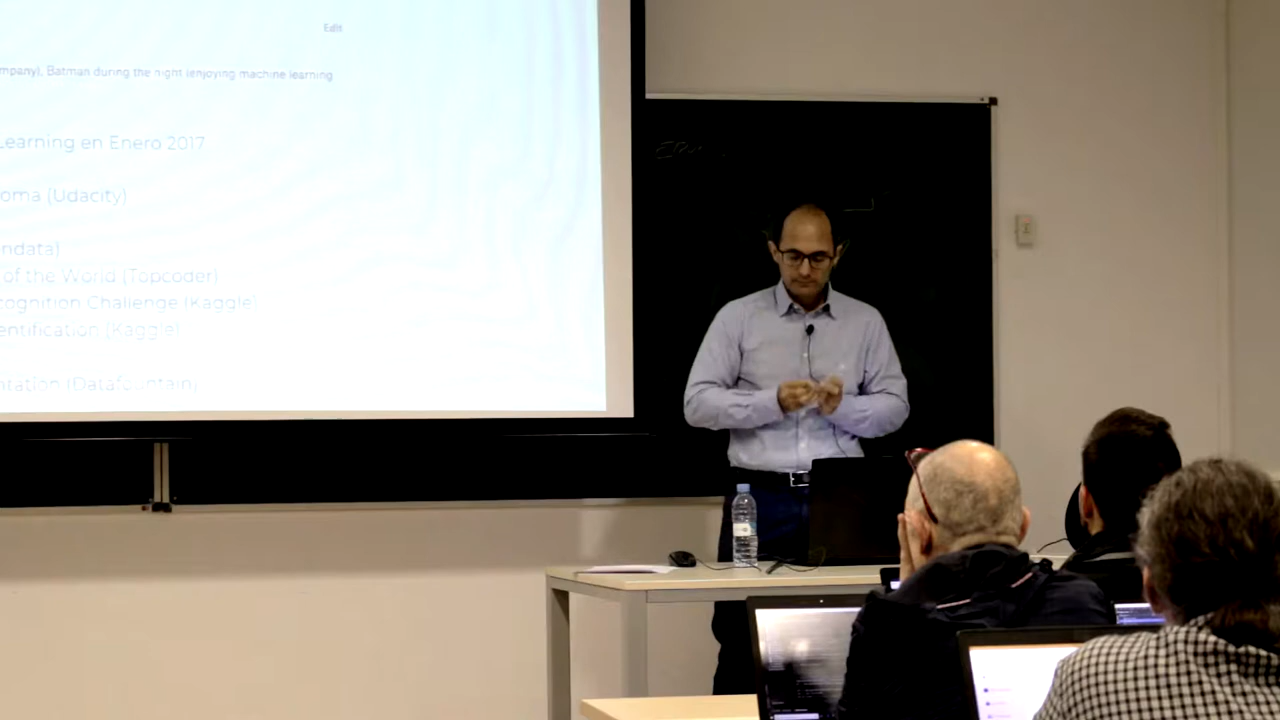 Edit
mpany), Batman during the night (enjoying machine learning
Learning en Enero 2017
oma (Udacity)
ndata)
of the World (Topcoder)
cognition Challenge (Kaggle)
entification (Kaggle)
ntation (Datafountain)